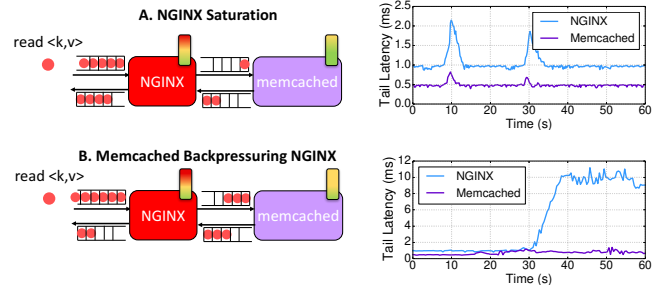 A. NGINX Saturation
read <k,v>
NGINX
memcached
Tail Latency (ms)
2.5
2.0
1.5
1.0
0.5
0.0
NGINX
Memcached
0 10 20 30 40 50 60
Time (s)
B. Memcached Backpressuring NGINX
read <k,v>
NGINX
memcached
Tail Latency (ms)
12
10
8
6
4
2
0
NGINX
Memcached
0 10 20 30 40 50 60
Time (s)